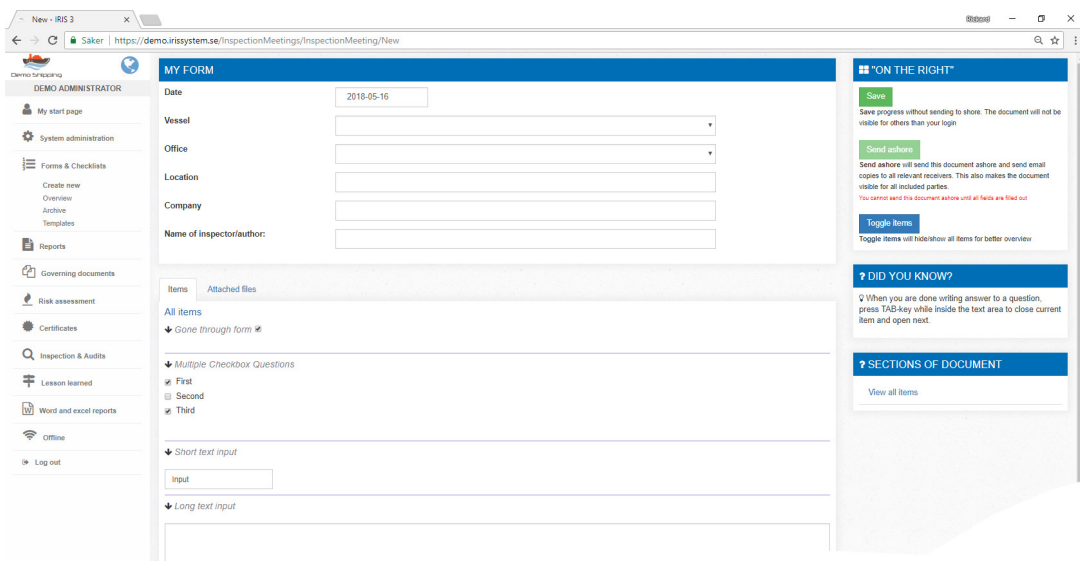 New - IRIS 3
Rickard
Säker | https://demo.irissystem.se/InspectionMeetings/InspectionMeeting/New
Demo Shipping
DEMO ADMINISTRATOR
My start page
System administration
Forms & Checklists
Create new
Overview
Archive
Templates
Reports
Governing documents
Risk assessment
Certificates
Inspection & Audits
Lesson learned
Word and excel reports
Offline
Log out
MY FORM
Date
2018-05-16
Vessel
Office
Location
Company
Name of inspector/author:
Items
Attached files
All items
Gone through form
Multiple Checkbox Questions
First
Second
Third
Short text input
Input
Long text input
"ON THE RIGHT"
Save
Save progress without sending to shore. The document will not be
visible for others than your login
Send ashore
Send ashore will send this document ashore and send email
copies to all relevant receivers. This also makes the document
visible for all included parties.
You cannot send this document ashore until all fields are filled out
Toggle items
Toggle items will hide/show all items for better overview
? DID YOU KNOW?
When you are done writing answer to a question,
press TAB-key while inside the text area to close current
item and open next.
? SECTIONS OF DOCUMENT
View all items